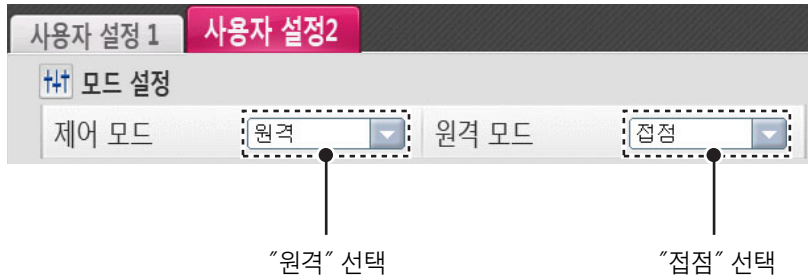 사용자 설정 1 사용자 설정2
모드 설정
제어 모드 원격 원격 모드 접점
″원격″ 선택 ″접점″ 선택